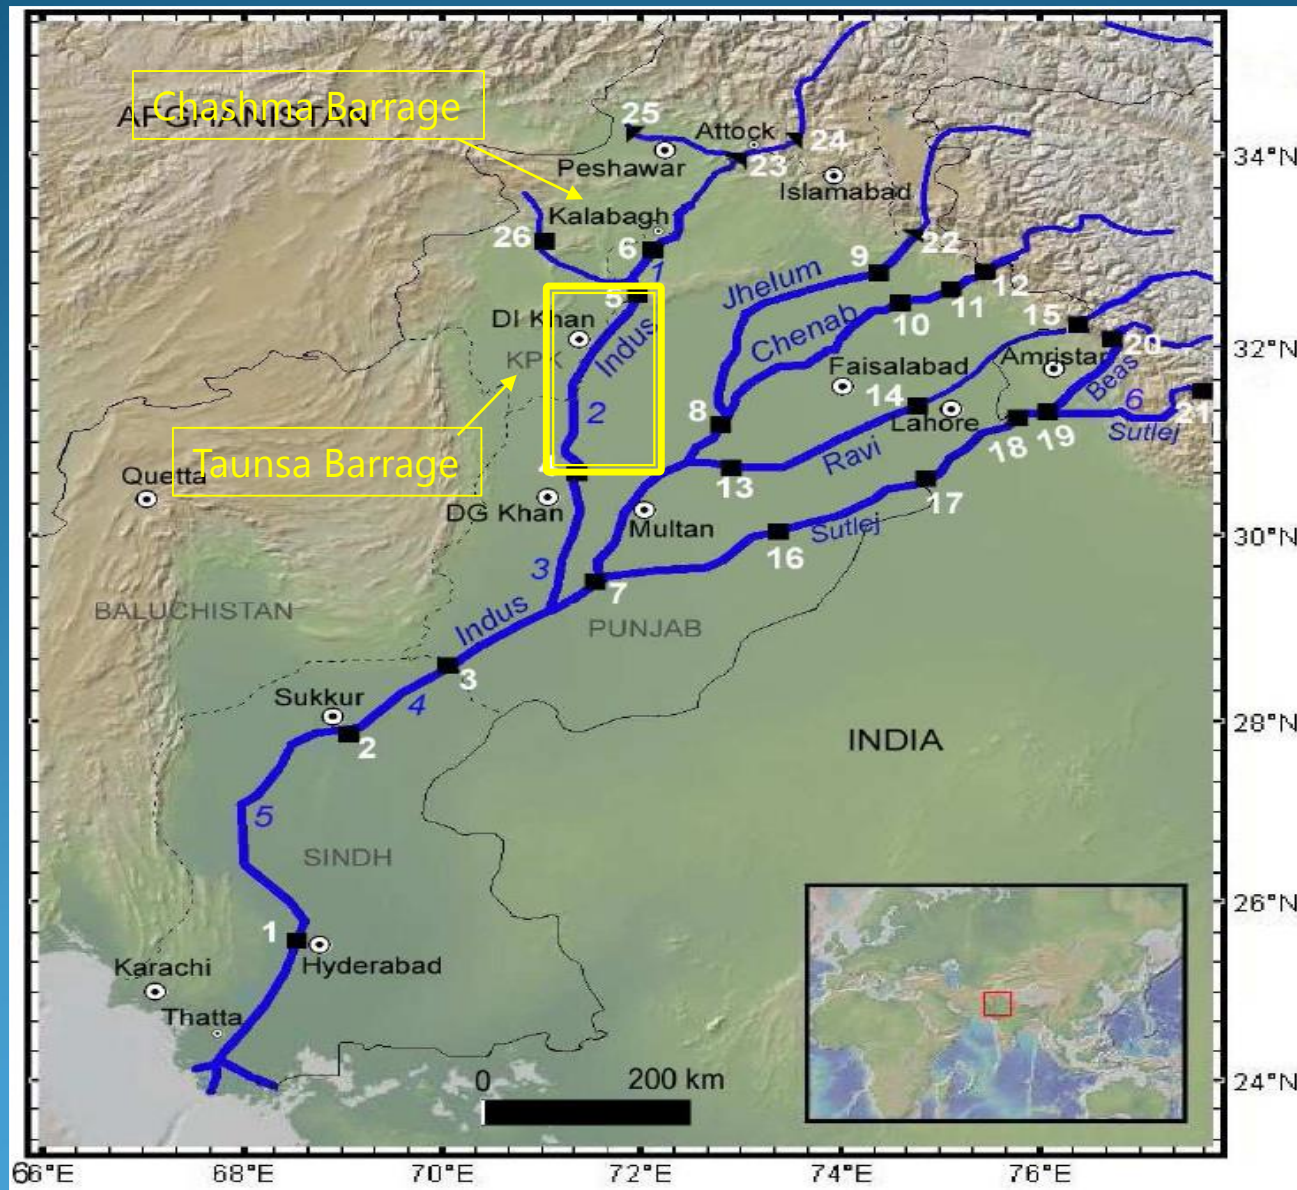 Chashma Barrage
AFGHANISTAN
25
Attock
24
Peshawar
23
34°N
Islamabad
Kalabagh
26
6
22
1
9
12
Jhelum
5
11
10
15
DI Khan
Indus
Chenab
20
32°N
KPK
Amristar
Faisalabad
Beas
14
6
21
2
8
Lahore
18
19
Sutlej
Taunsa Barrage
Ravi
4
13
17
Quetta
DG Khan
Multan
Sutlej
16
30°N
3
7
BALUCHISTAN
Indus
PUNJAB
3
Sukkur
4
2
28°N
INDIA
5
SINDH
26°N
1
Hyderabad
Karachi
Thatta
0
200 km
24°N
66°E
68°E
70°E
72°E
74°E
76°E